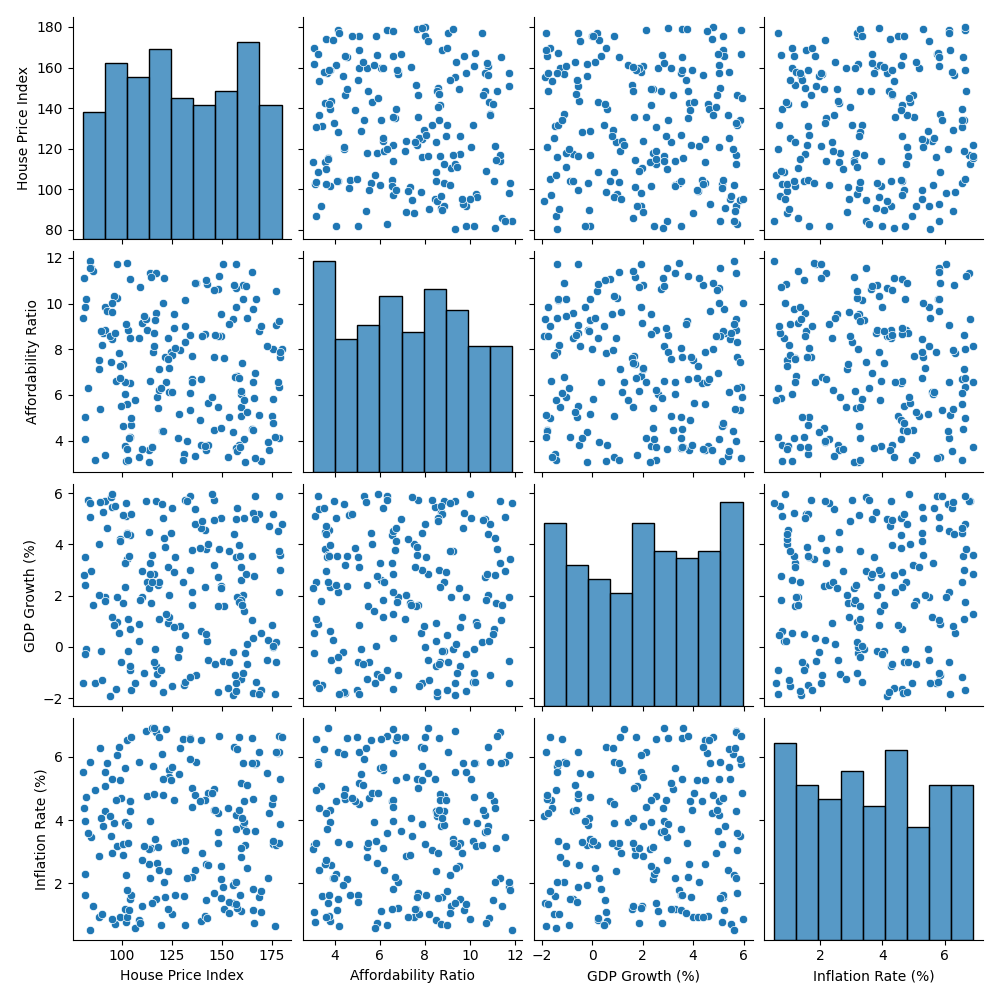 180
160
140
120
100
80
House Price Index
12
10
8
6
4
Affordability Ratio
6
4
2
0
−2
GDP Growth (%)
6
4
2
Inflation Rate (%)
100 125 150 175
House Price Index
4 6 8 10 12
Affordability Ratio
−2 0 2 4 6
GDP Growth (%)
2 4 6
Inflation Rate (%)